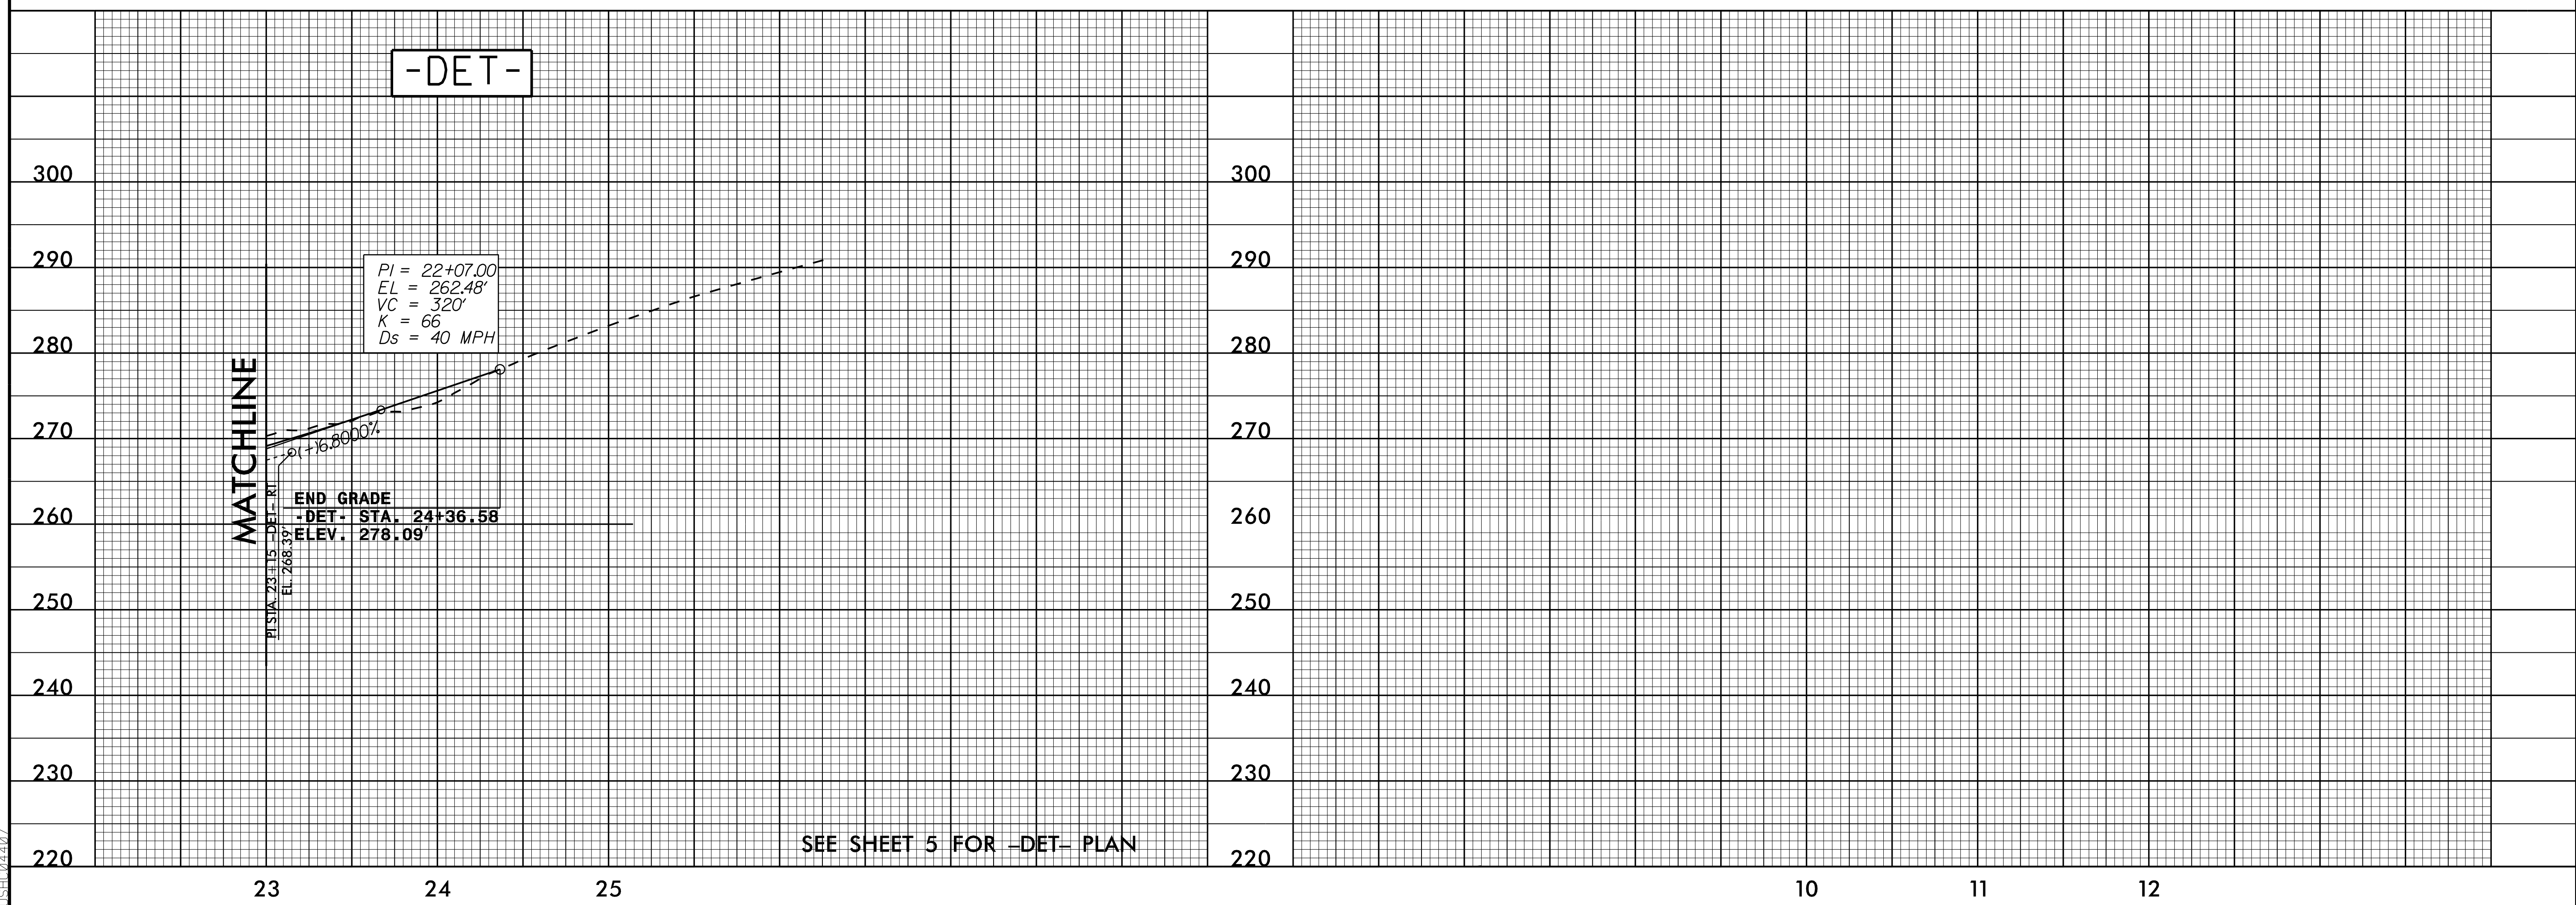 -DET-
300
300
290
290
PI = 22+07.00
EL = 262.48'
VC = 320'
K = 66
Ds = 40 MPH
280
280
MATCHLINE
270
270
(+)6.8000%
END GRADE
-DET- STA. 24+36.58
ELEV. 278.09'
PI STA. 23+15 -DET- RT
EL. 268.39'
260
260
250
250
240
240
230
230
SEE SHEET 5 FOR -DET- PLAN
220
220
23
24
25
10
11
12